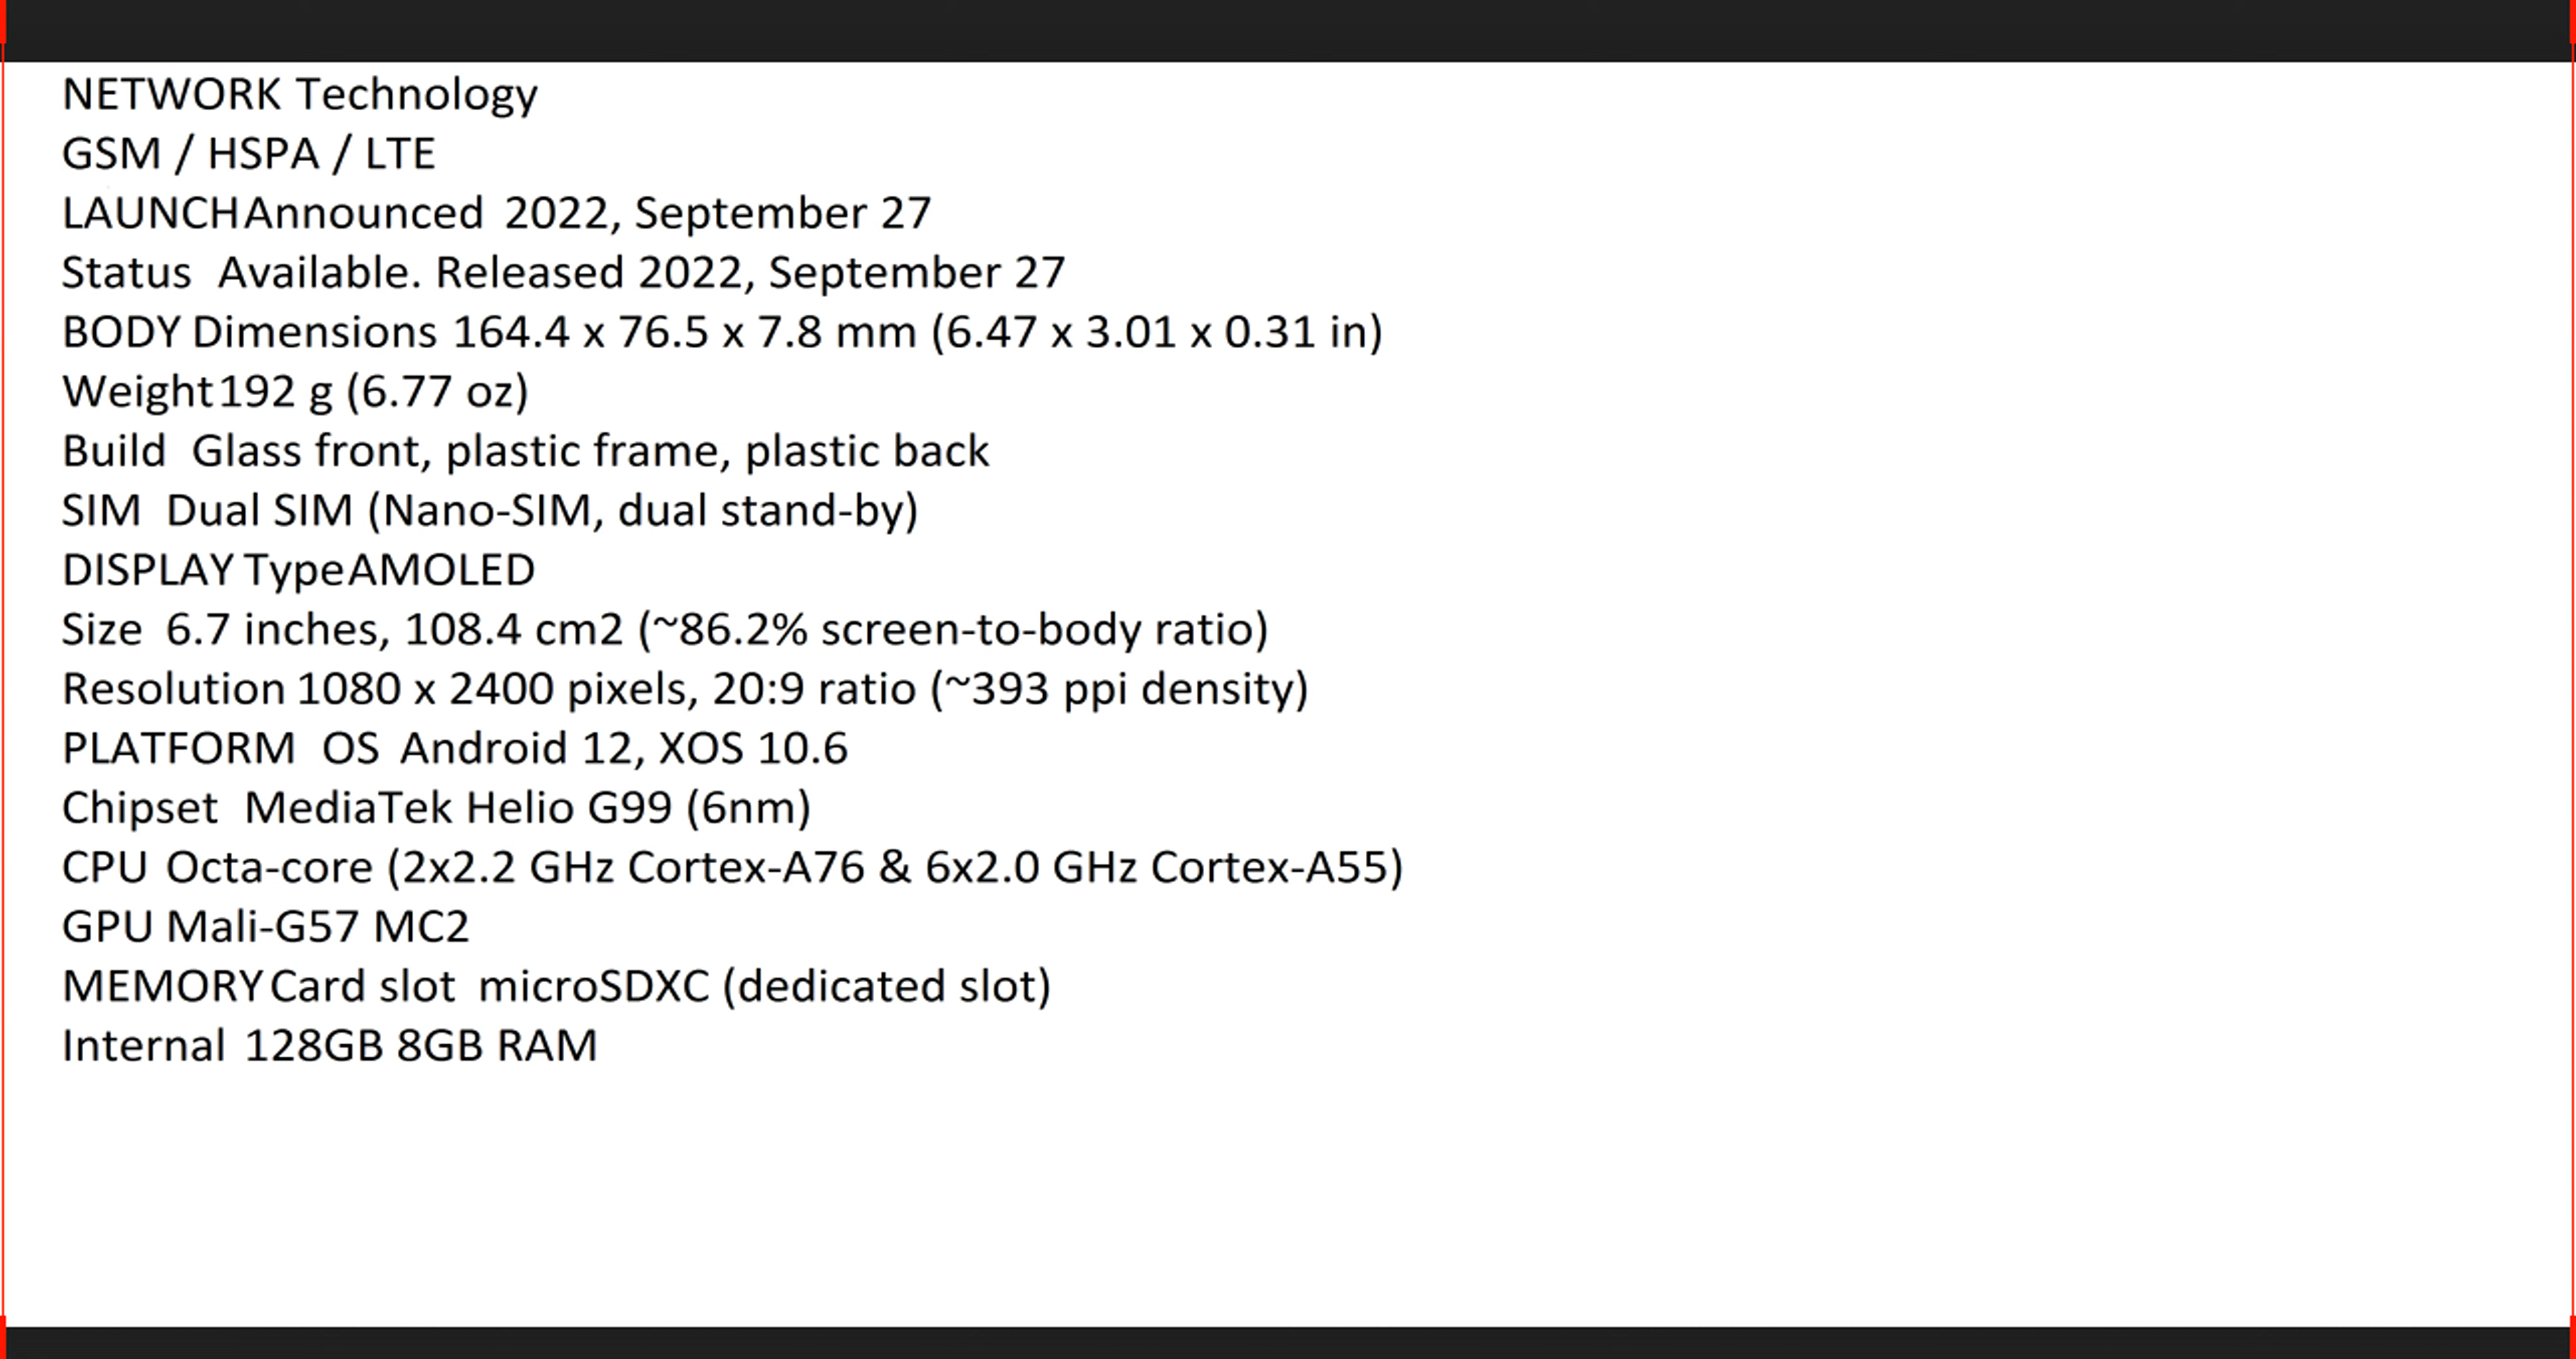 NETWORK Technology
GSM / HSPA / LTE
LAUNCH Announced 2022, September 27
Status Available. Released 2022, September 27
BODY Dimensions 164.4 x 76.5 x 7.8 mm (6.47 x 3.01 x 0.31 in)
Weight 192 g (6.77 oz)
Build Glass front, plastic frame, plastic back
SIM Dual SIM (Nano-SIM, dual stand-by)
DISPLAY Type AMOLED
Size 6.7 inches, 108.4 cm2 (~86.2% screen-to-body ratio)
Resolution 1080 x 2400 pixels, 20:9 ratio (~393 ppi density)
PLATFORM OS Android 12, XOS 10.6
Chipset MediaTek Helio G99 (6nm)
CPU Octa-core (2x2.2 GHz Cortex-A76 & 6x2.0 GHz Cortex-A55)
GPU Mali-G57 MC2
MEMORY Card slot microSDXC (dedicated slot)
Internal 128GB 8GB RAM